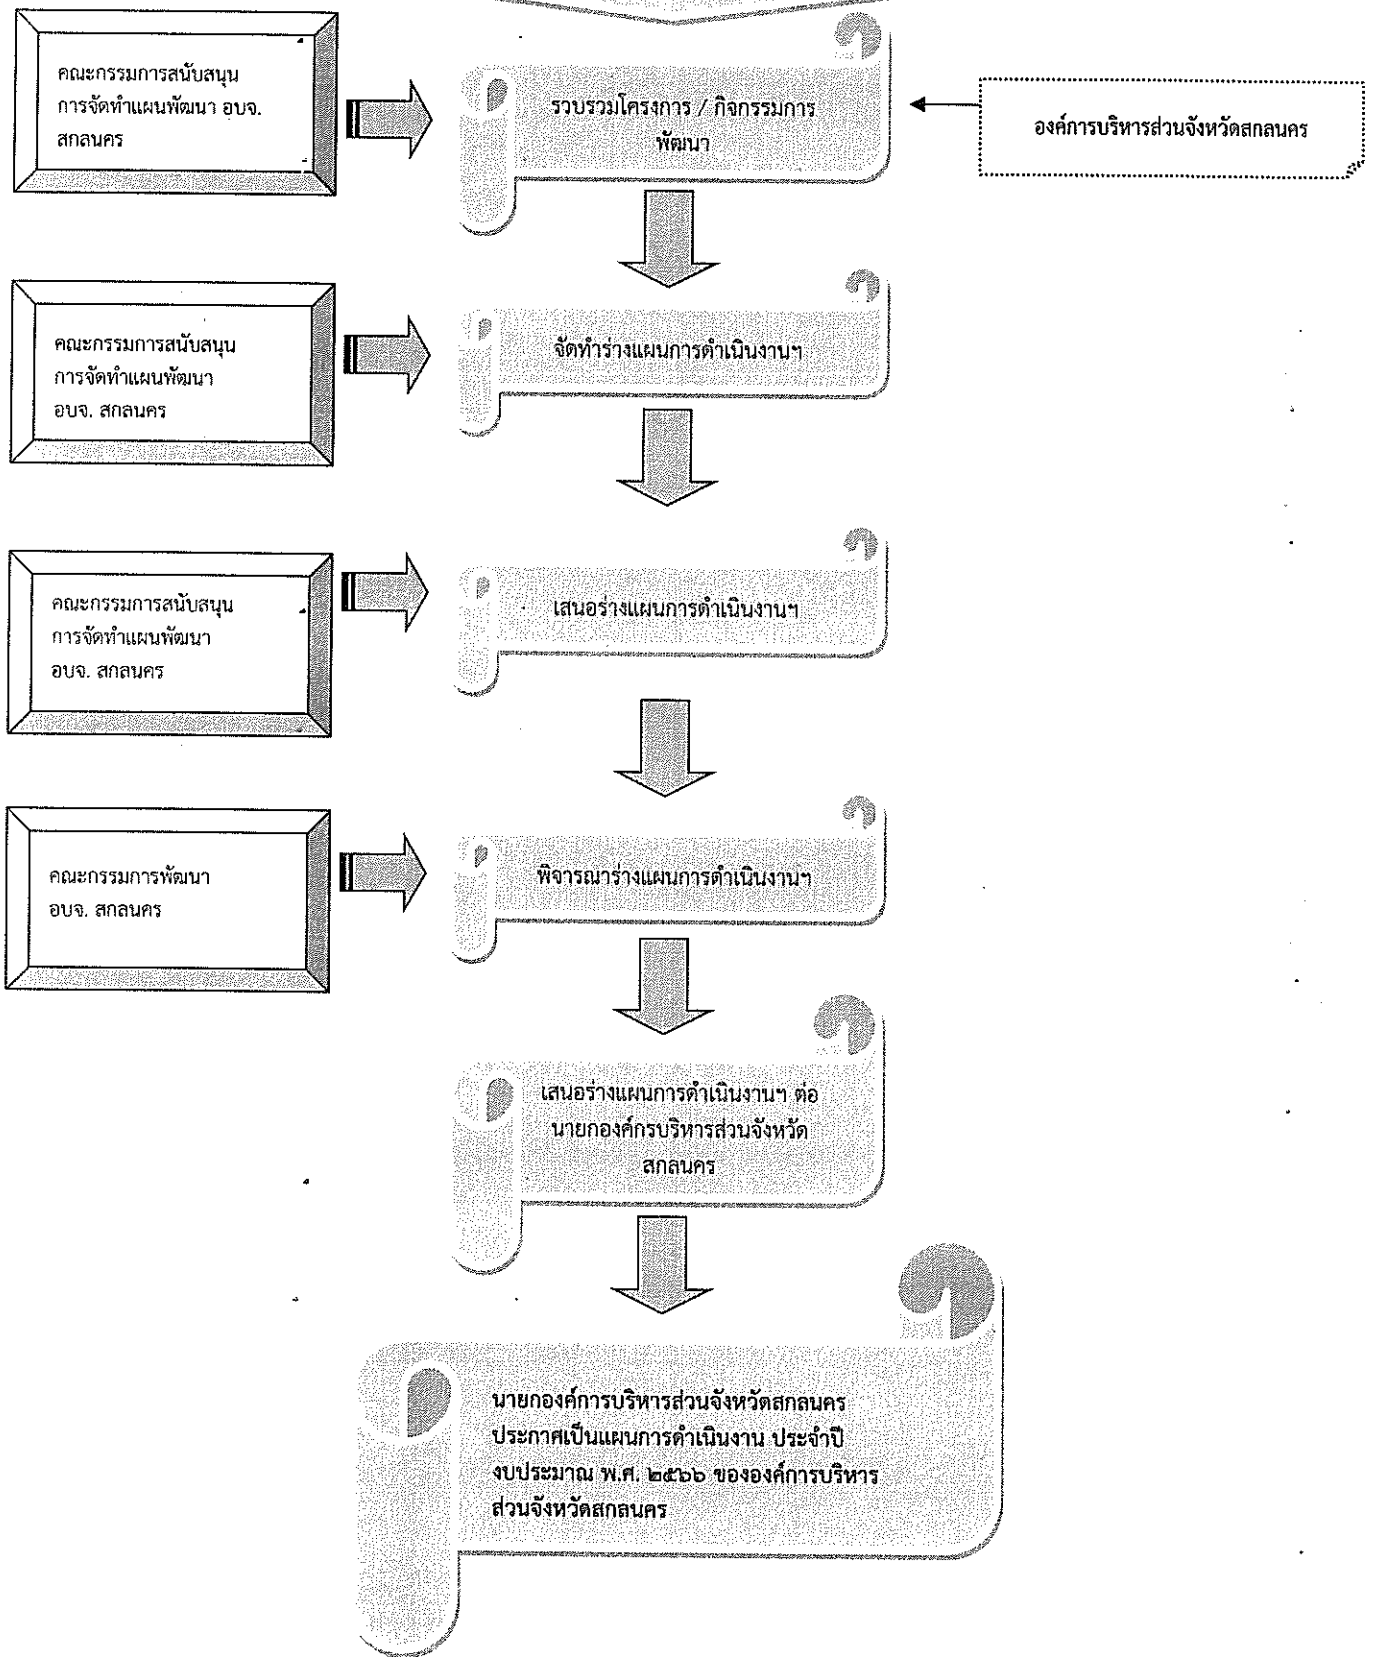 คณะกรรมการสนับสนุน
การจัดทำแผนพัฒนา อบจ.
สกลนคร
รวบรวมโครงการ / กิจกรรมการ
พัฒนา
องค์การบริหารส่วนจังหวัดสกลนคร
คณะกรรมการสนับสนุน
การจัดทำแผนพัฒนา
อบจ. สกลนคร
จัดทำร่างแผนการดำเนินงานฯ
คณะกรรมการสนับสนุน
การจัดทำแผนพัฒนา
อบจ. สกลนคร
เสนอร่างแผนการดำเนินงานฯ
คณะกรรมการพัฒนา
อบจ. สกลนคร
พิจารณาร่างแผนการดำเนินงานฯ
เสนอร่างแผนการดำเนินงานฯ ต่อ
นายกองค์กรบริหารส่วนจังหวัด
สกลนคร
นายกองค์การบริหารส่วนจังหวัดสกลนคร
ประกาศเป็นแผนการดำเนินงาน ประจำปี
งบประมาณ พ.ศ. ๒๕๖๖ ขององค์การบริหาร
ส่วนจังหวัดสกลนคร